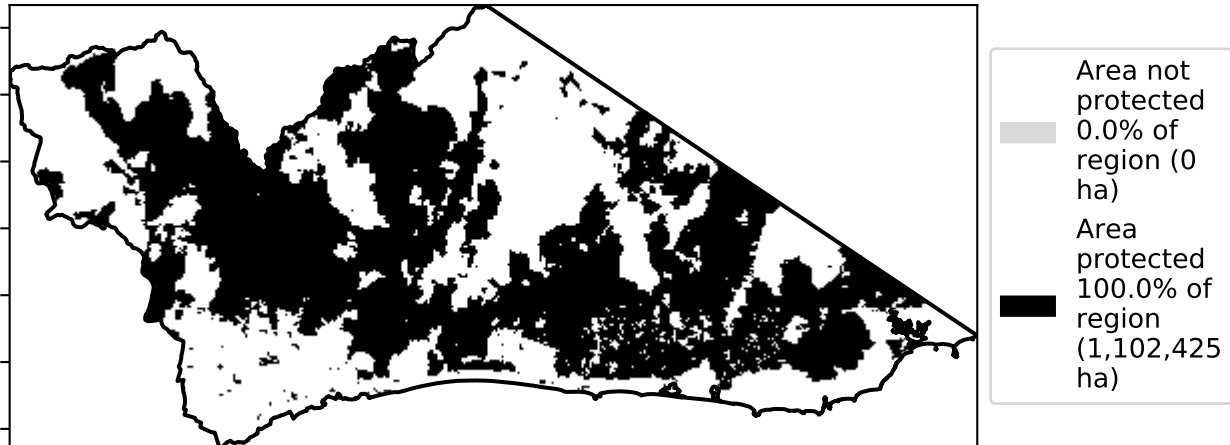 Area not
protected
0.0% of
region (0
ha)
Area
protected
100.0% of
region
(1,102,425
ha)